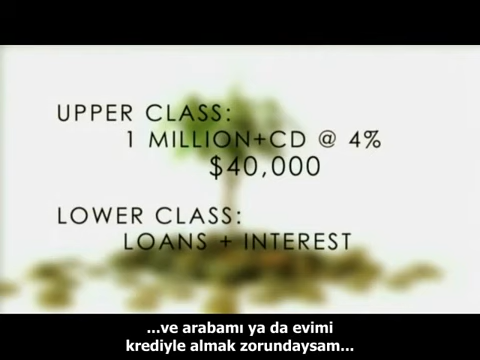 UPPER CLASS:
1 MILLION+CD @ 4%
$40,000
LOWER CLASS:
LOANS + INTEREST
...ve arabamı ya da evimi
krediyle almak zorundaysam...